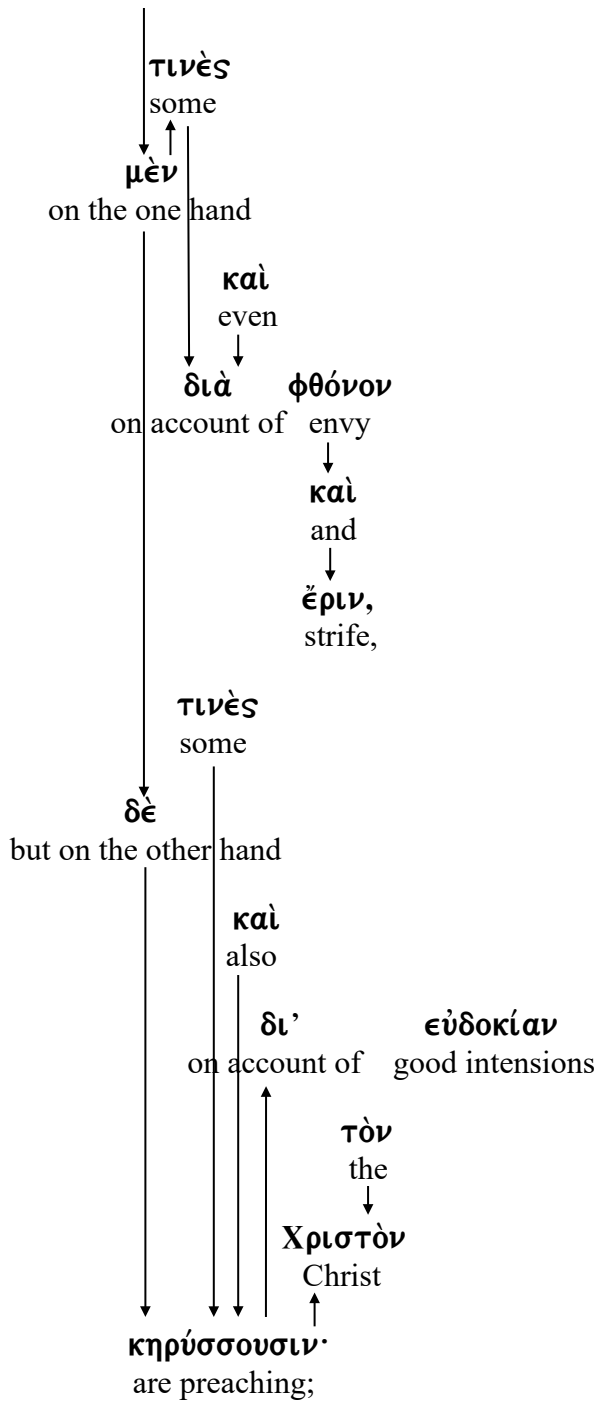 τινὲς
some
μὲν
on the one hand
καὶ
even
διὰ φθόνον
on account of envy
καὶ
and
ἔριν,
strife,
τινὲς
some
δὲ
but on the other hand
καὶ
also
δι’ εὐδοκίαν
on account of good intensions
τὸν
the
Χριστὸν
Christ
κηρύσσουσιν·
are preaching;